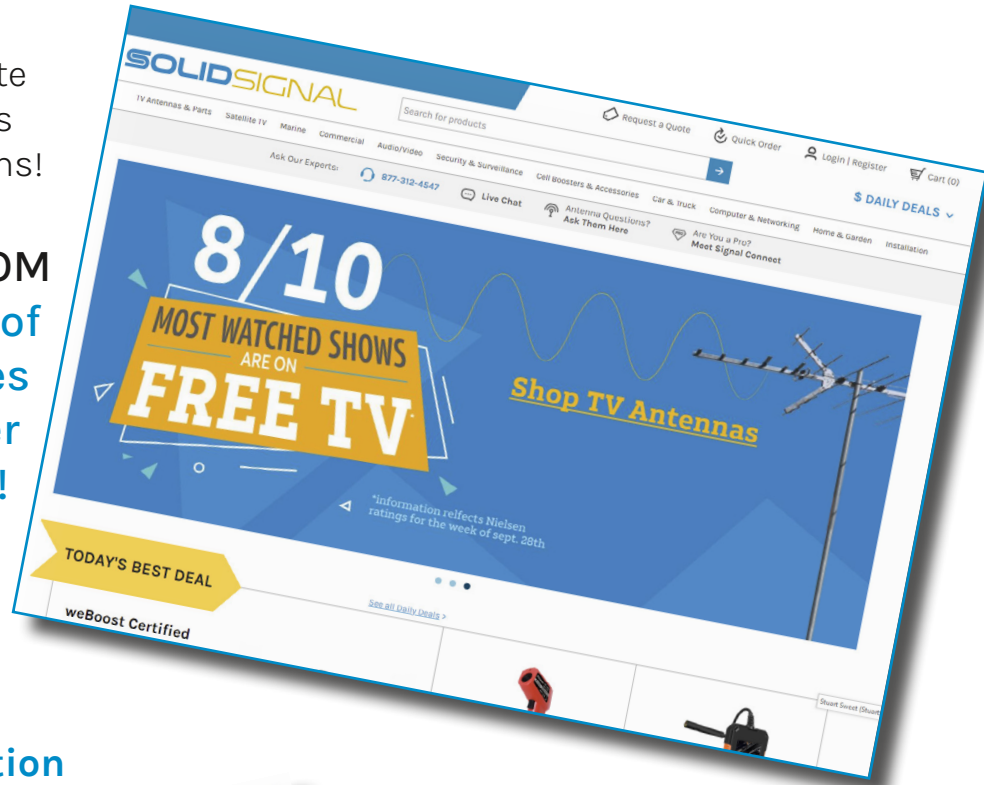 te
s
ns!
OM
of
es
er
!
tion
SOLIDSIGNAL
Search for products
Request a Quote
Quick Order
Login | Register
Cart (0)
$ DAILY DEALS
TV Antennas & Parts
Satellite TV
Marine
Commercial
Audio/Video
Security & Surveillance
Cell Boosters & Accessories
Car & Truck
Computer & Networking
Home & Garden
Installation
Ask Our Experts:
877-312-4547
Live Chat
Antenna Questions?
Ask Them Here
Are You a Pro?
Meet Signal Connect
8/10
MOST WATCHED SHOWS
ARE ON
FREE TV*
Shop TV Antennas
*information relfects Nielsen
ratings for the week of sept. 28th
TODAY'S BEST DEAL
See all Daily Deals >
weBoost Certified
Stuart Sweet (Stuart